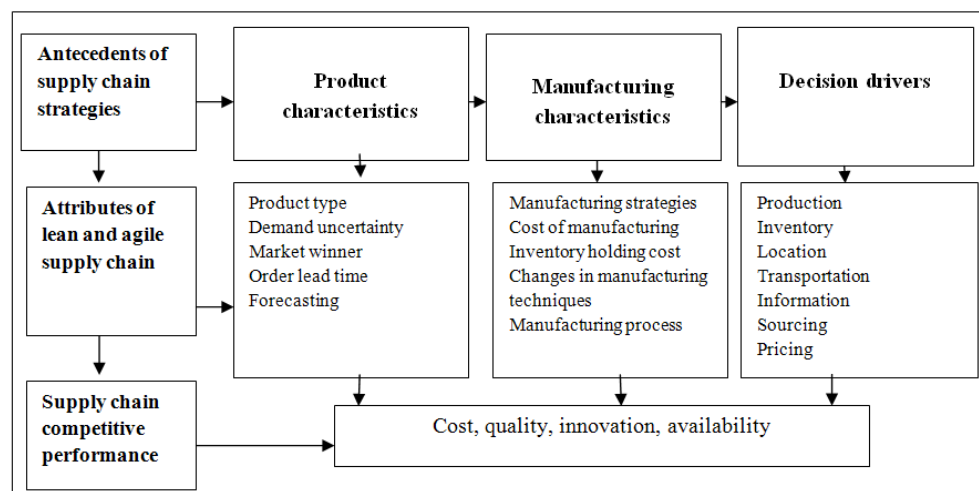 Antecedents of
supply chain
strategies
Product
characteristics
Manufacturing
characteristics
Decision drivers
Attributes of
lean and agile
supply chain
Product type
Demand uncertainty
Market winner
Order lead time
Forecasting
Manufacturing strategies
Cost of manufacturing
Inventory holding cost
Changes in manufacturing
techniques
Manufacturing process
Production
Inventory
Location
Transportation
Information
Sourcing
Pricing
Supply chain
competitive
performance
Cost, quality, innovation, availability